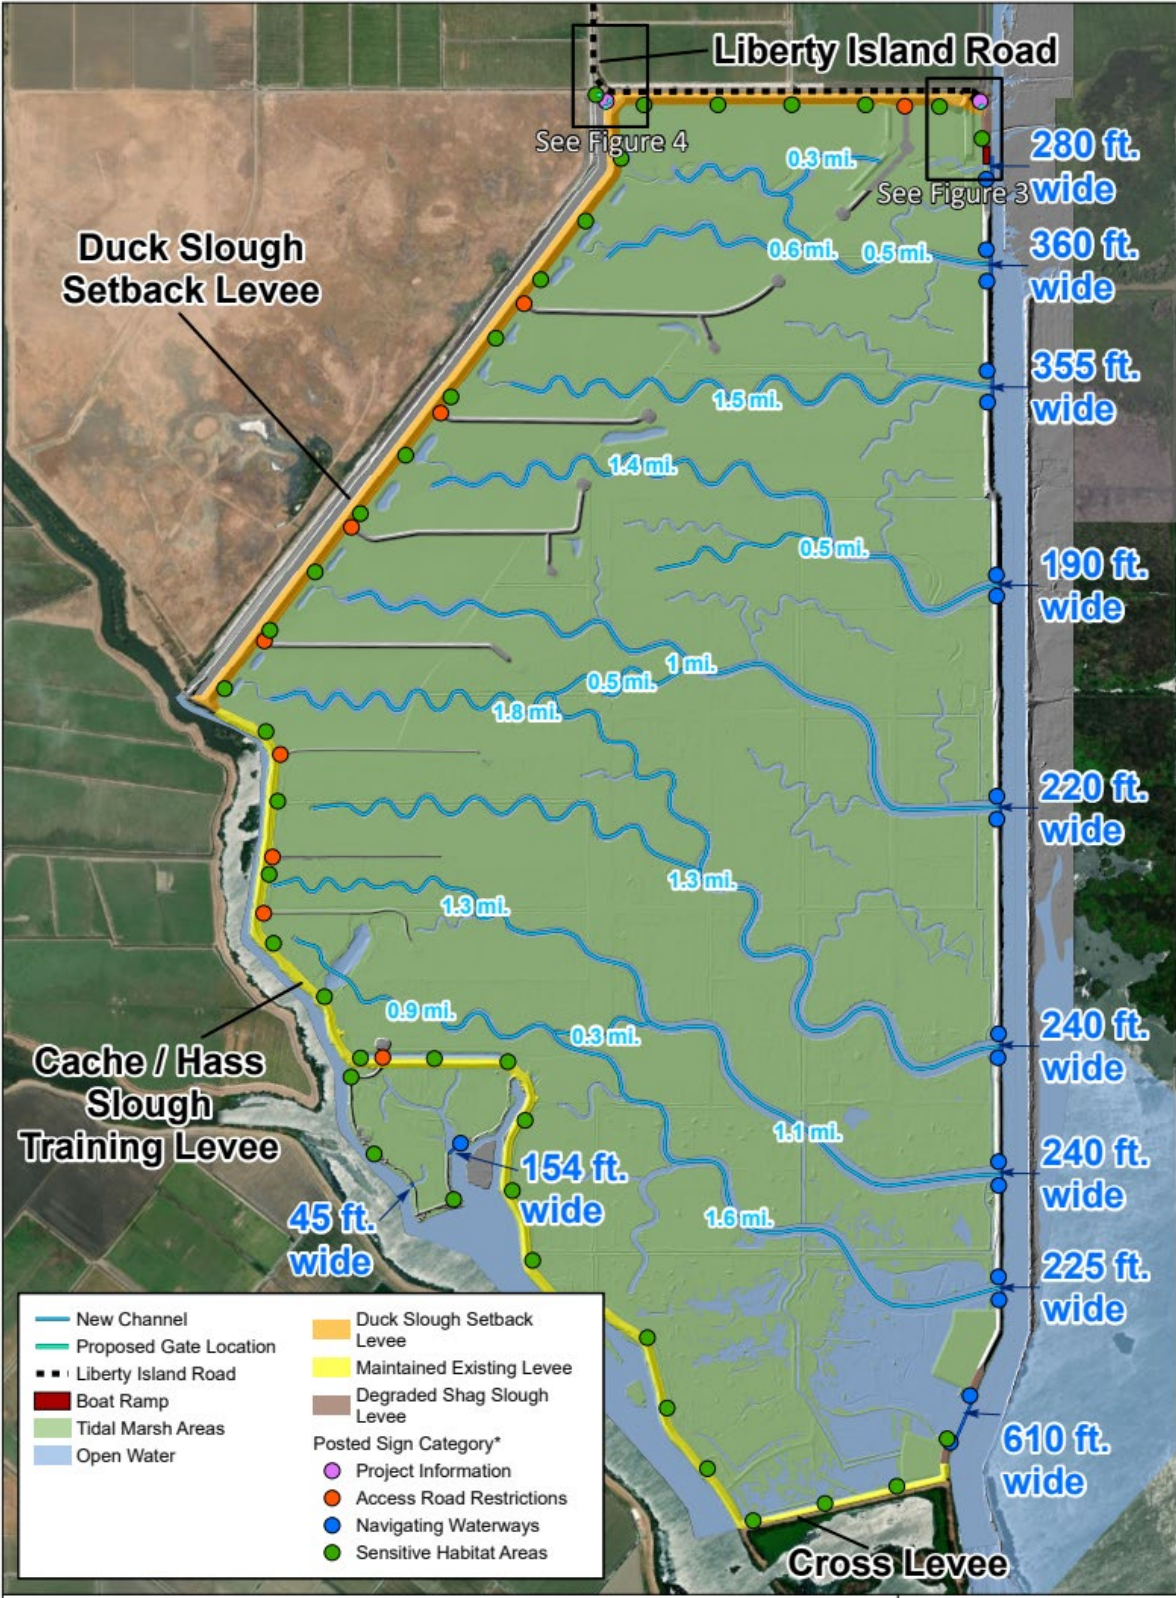 Liberty Island Road
See Figure 4
See Figure 3
0.3 mi.
280 ft.
wide
Duck Slough
Setback Levee
0.6 mi.
0.5 mi.
360 ft.
wide
355 ft.
wide
1.5 mi.
1.4 mi.
0.5 mi.
190 ft.
wide
1 mi.
0.5 mi.
1.8 mi.
220 ft.
wide
1.3 mi.
1.3 mi.
0.9 mi.
0.3 mi.
240 ft.
wide
Cache / Hass
Slough
Training Levee
1.1 mi.
240 ft.
wide
154 ft.
wide
45 ft.
wide
1.6 mi.
225 ft.
wide
610 ft.
wide
Cross Levee
New Channel
Proposed Gate Location
Liberty Island Road
Boat Ramp
Tidal Marsh Areas
Open Water
Duck Slough Setback
Levee
Maintained Existing Levee
Degraded Shag Slough
Levee
Posted Sign Category*
Project Information
Access Road Restrictions
Navigating Waterways
Sensitive Habitat Areas